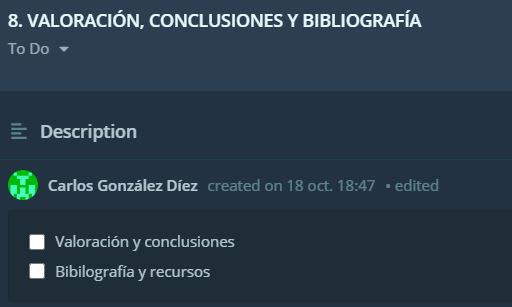 8. VALORACIÓN, CONCLUSIONES Y BIBLIOGRAFÍA
To Do
Description
Carlos González Díez created on 18 oct. 18:47 • edited
Valoración y conclusiones
Bibilografía y recursos